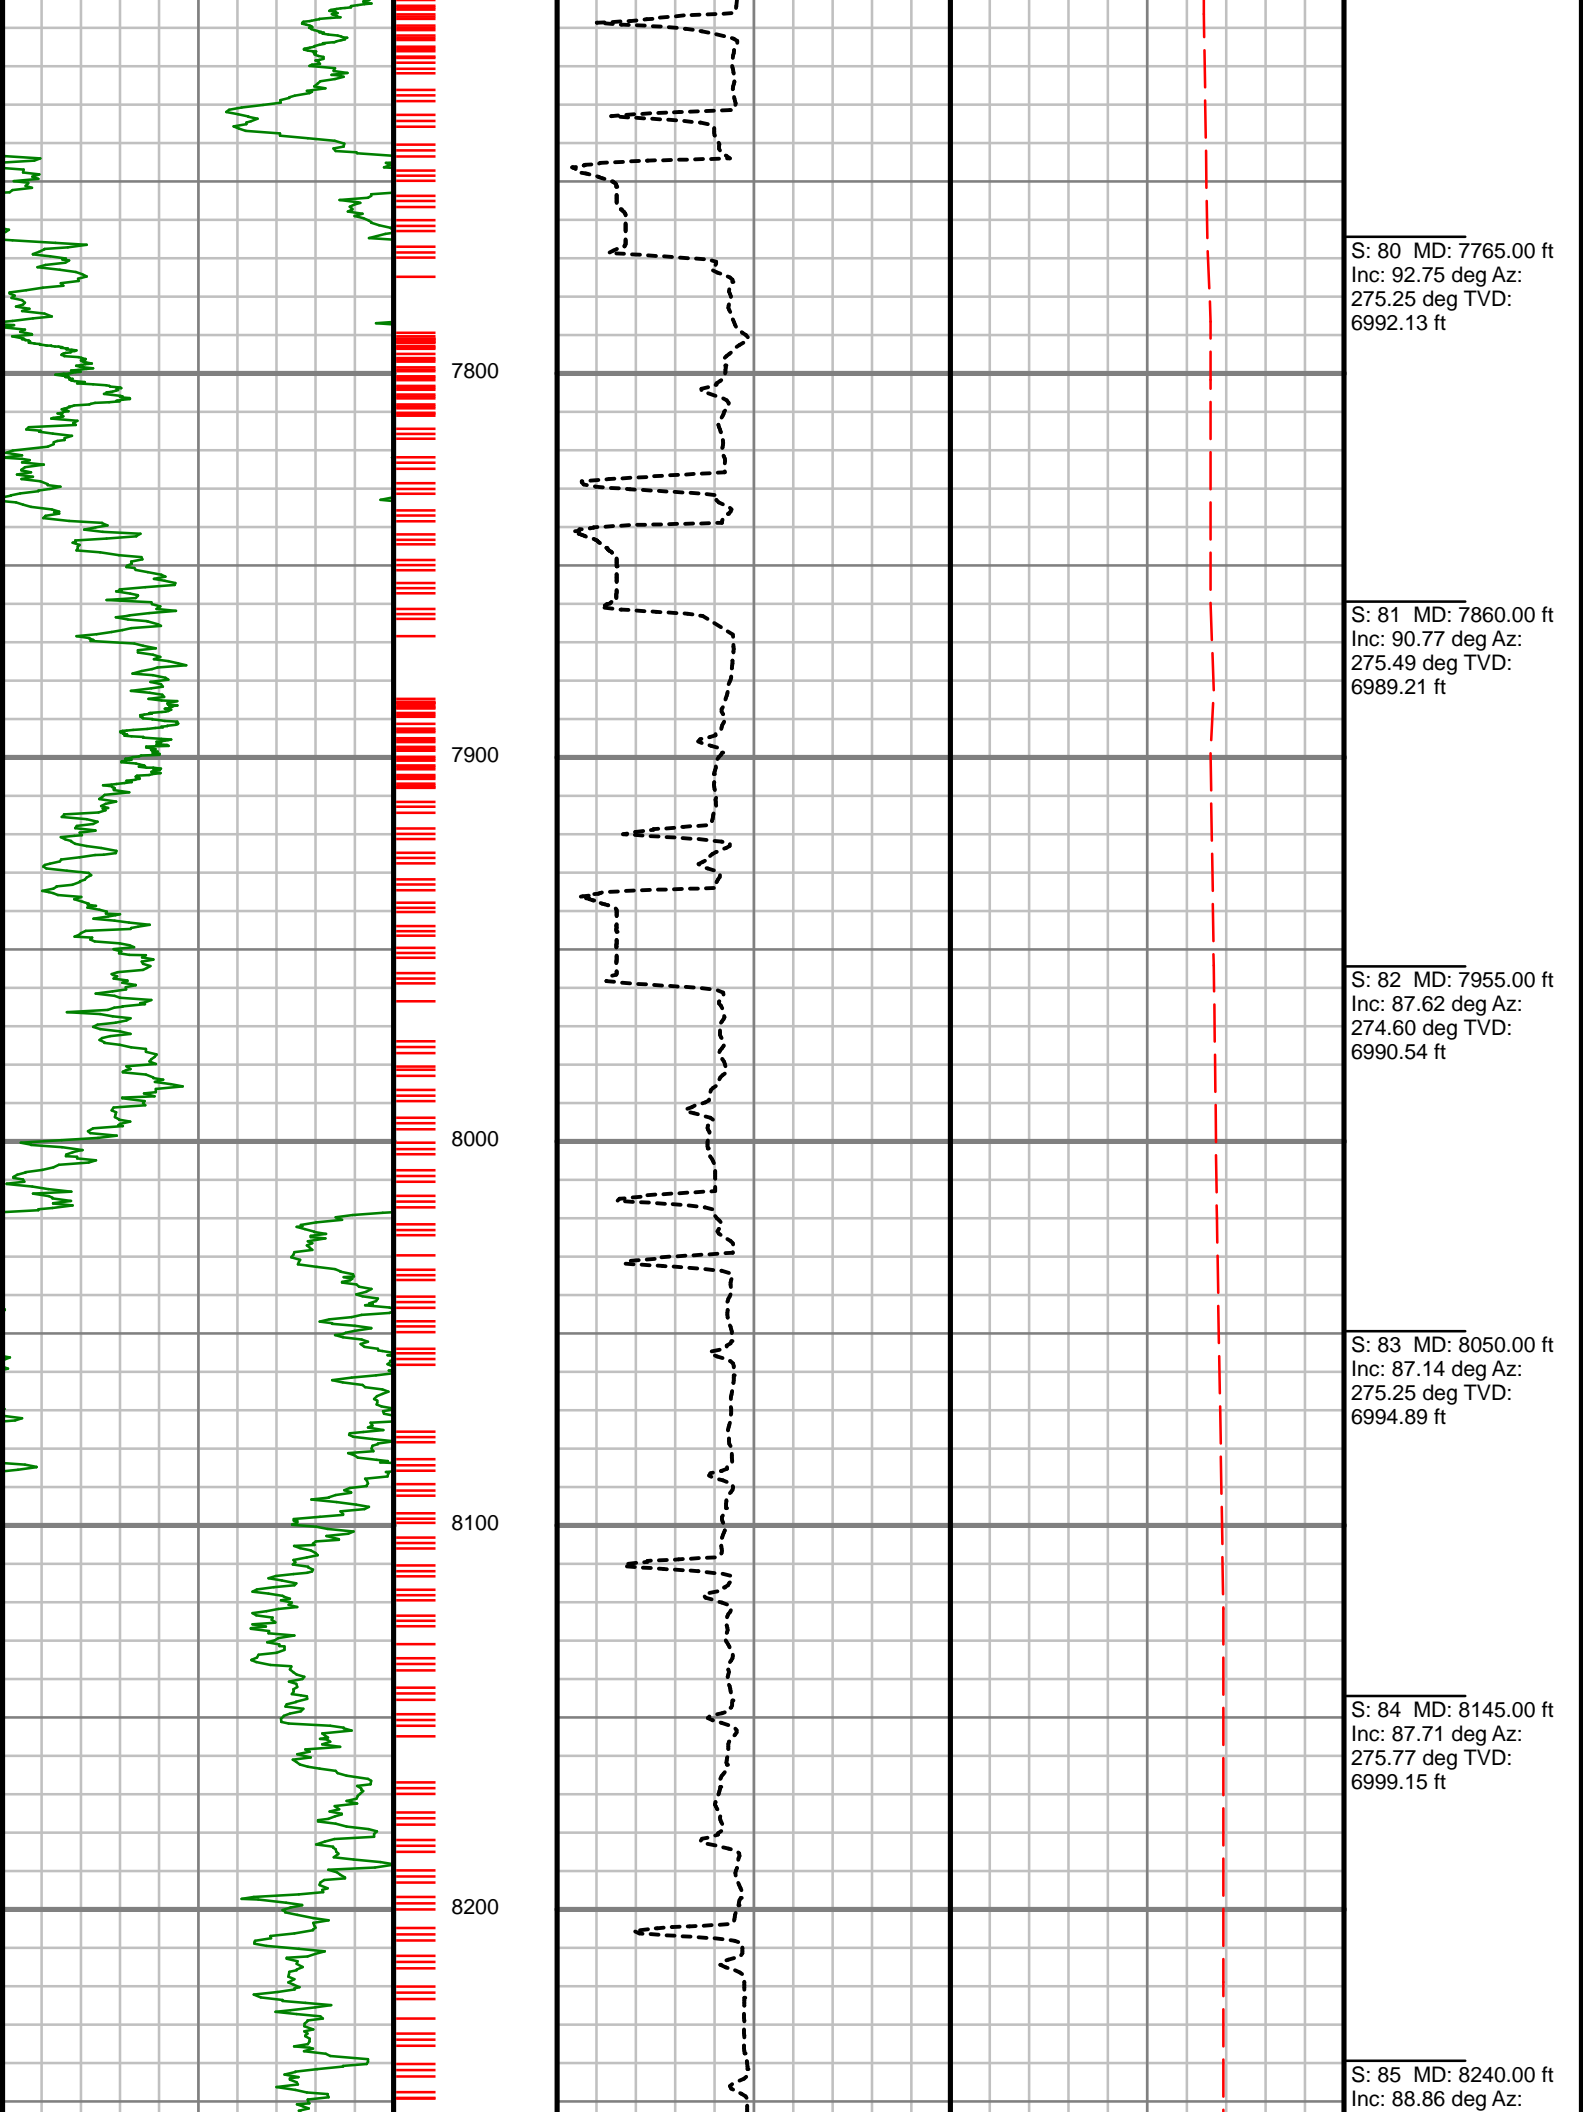 S: 80 MD: 7765.00 ft
Inc: 92.75 deg Az:
275.25 deg TVD:
6992.13 ft
7800
S: 81 MD: 7860.00 ft
Inc: 90.77 deg Az:
275.49 deg TVD:
6989.21 ft
7900
S: 82 MD: 7955.00 ft
Inc: 87.62 deg Az:
274.60 deg TVD:
6990.54 ft
8000
S: 83 MD: 8050.00 ft
Inc: 87.14 deg Az:
275.25 deg TVD:
6994.89 ft
8100
S: 84 MD: 8145.00 ft
Inc: 87.71 deg Az:
275.77 deg TVD:
6999.15 ft
8200
S: 85 MD: 8240.00 ft
Inc: 88.86 deg Az: